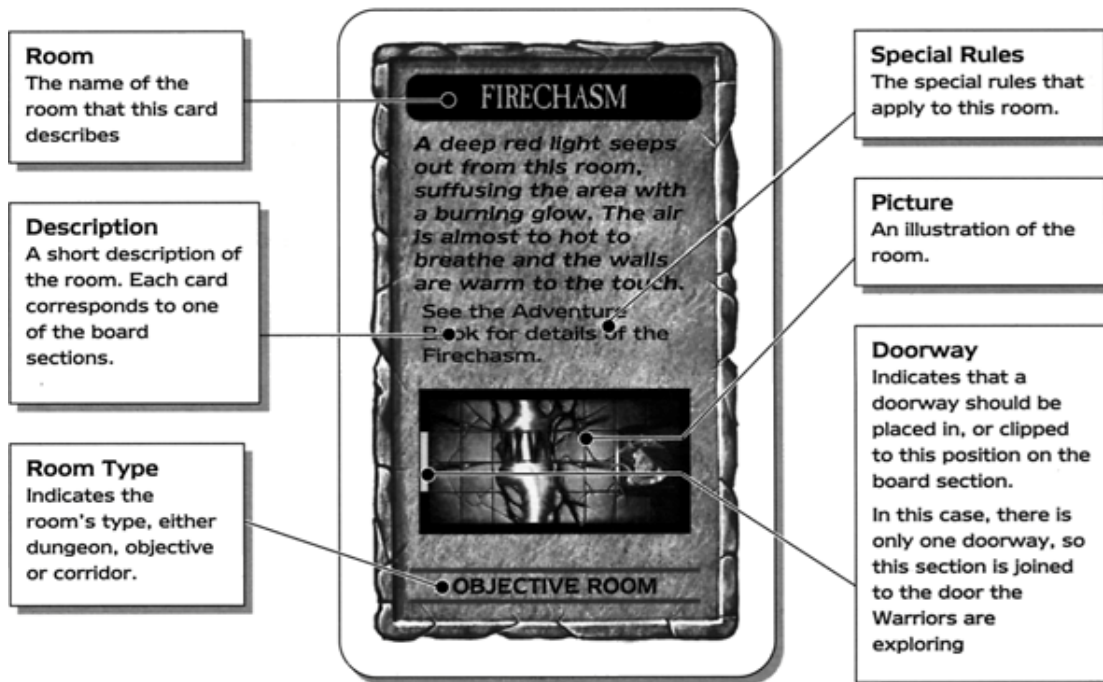 Room
The name of the
room that this card
describes
Description
A short description of
the room. Each card
corresponds to one
of the board
sections.
Room Type
Indicates the
room's type, either
dungeon, objective
or corridor.
FIRECHASM
A deep red light seeps
out from this room,
suffusing the area with
a burning glow. The air
is almost to hot to
breathe and the walls
are warm to the touch.
See the Adventure
Book for details of the
Firechasm.
OBJECTIVE ROOM
Special Rules
The special rules that
apply to this room.
Picture
An illustration of the
room.
Doorway
Indicates that a
doorway should be
placed in, or clipped
to this position on the
board section.
In this case, there is
only one doorway, so
this section is joined
to the door the
Warriors are
exploring